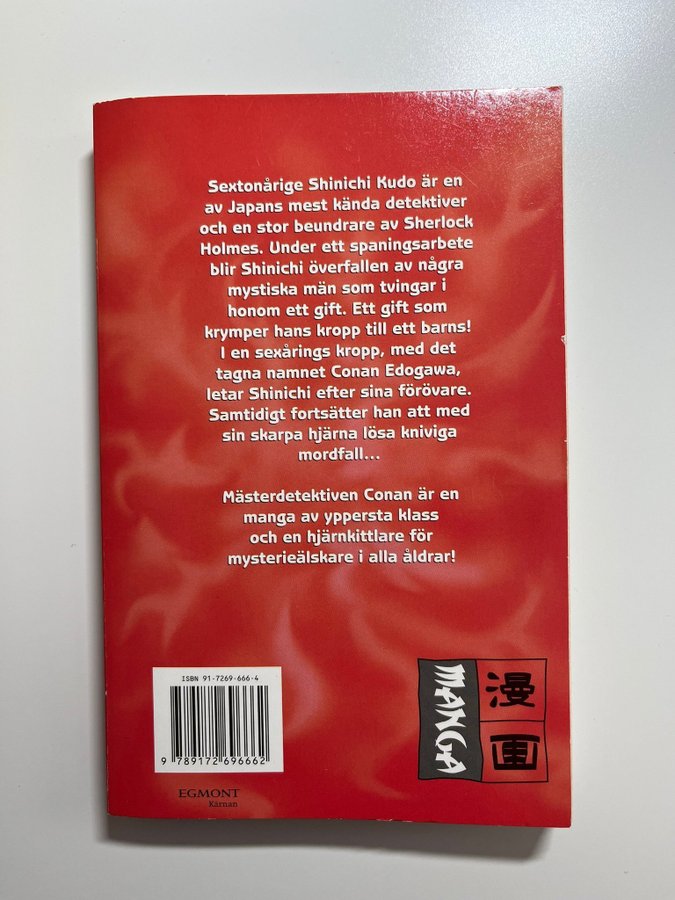 Sextonårige Shinichi Kudo är en
av Japans mest kända detektiver
och en stor beundrare av Sherlock
Holmes. Under ett spaningsarbete
blir Shinichi överfallen av några
mystiska män som tvingar i
honom ett gift. Ett gift som
krymper hans kropp till ett barns!
I en sexårings kropp, med det
tagna namnet Conan Edogawa,
letar Shinichi efter sina förövare.
Samtidigt fortsätter han att med
sin skarpa hjärna lösa kniviga
mordfall...
Mästerdetektiven Conan är en
manga av yppersta klass
och en hjärnkittlare för
mysterieälskare i alla åldrar!
ISBN 91-7269-666-4
9 789172 696662
EGMONT
Kärnan
MANGA
漫画